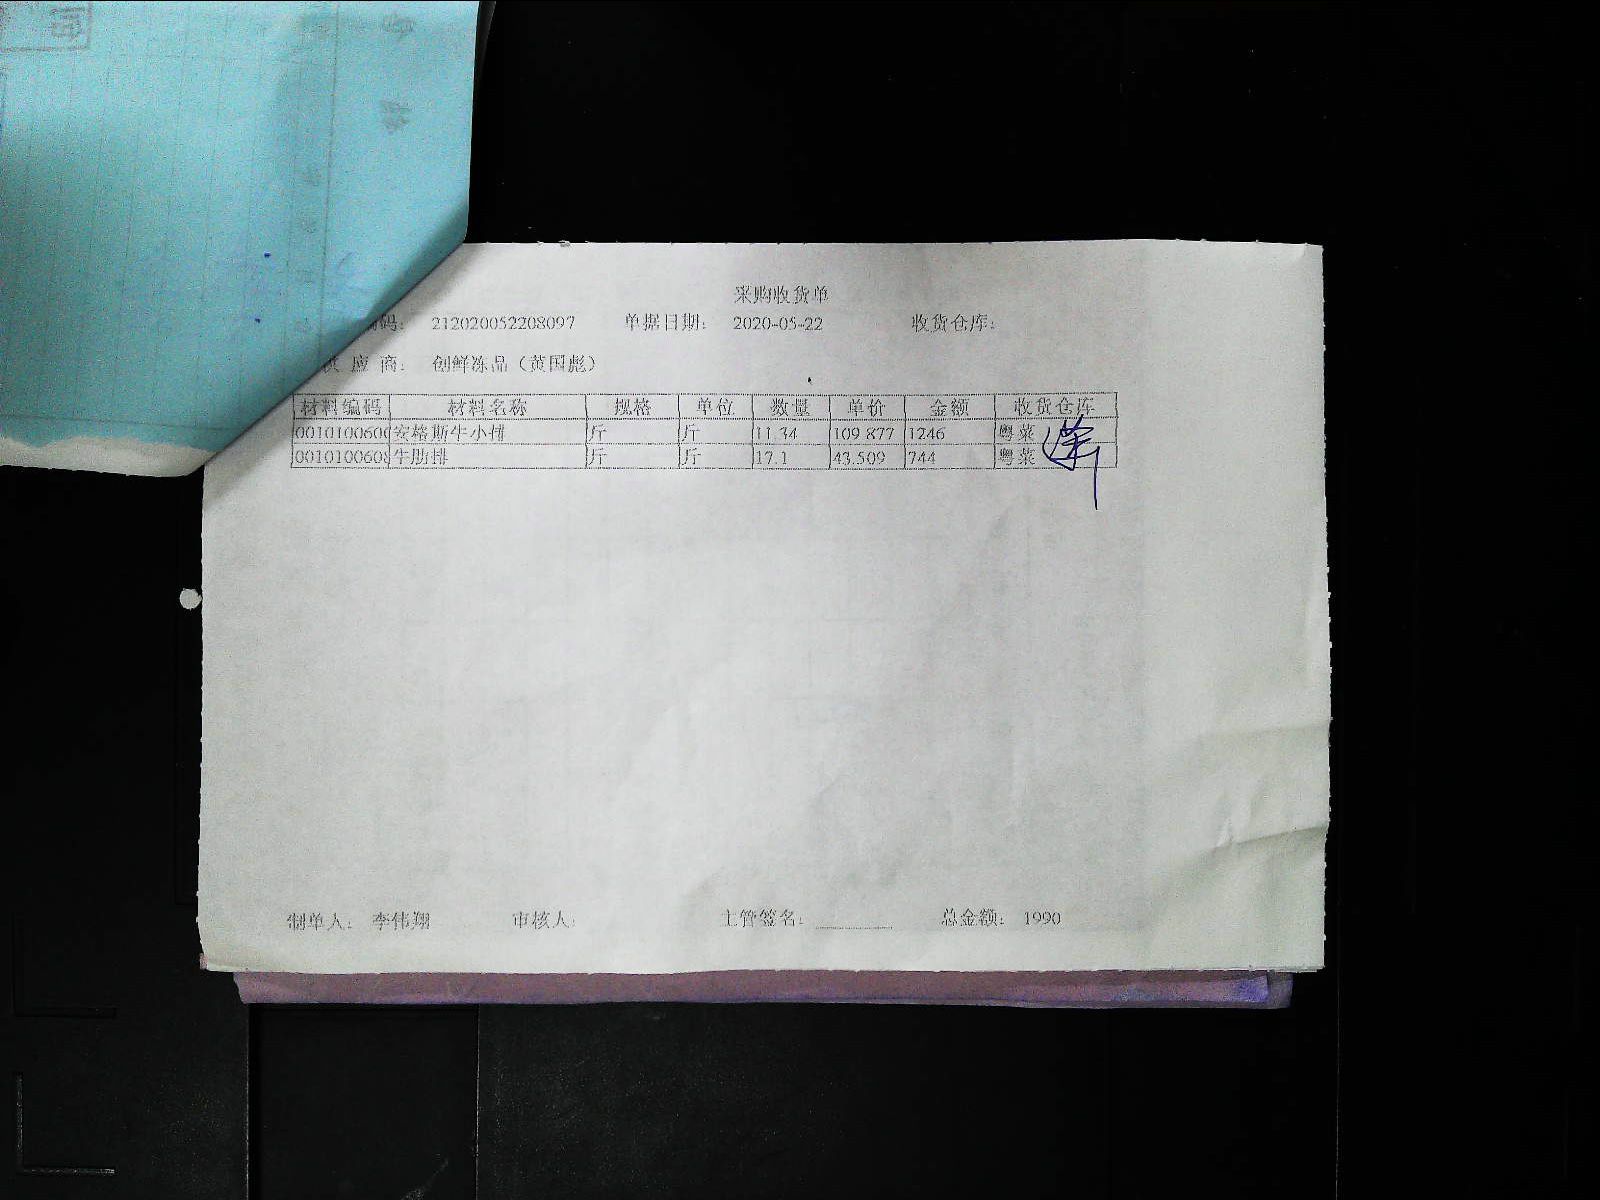 采购收货单
编码： 212020052208097 单据日期： 2020-05-22 收货仓库：
供 应 商： 创鲜冻品（黄国彪）
材料编码 材料名称 规格 单位 数量 单价 金额 收货仓库
0010100600 安格斯牛小排 斤 斤 11.34 109.877 1246 粤菜
001010060 牛肋排 斤 斤 17.1 43.509 744 粤菜
制单人： 李伟翔 审核人： 主管签名： 总金额： 1990